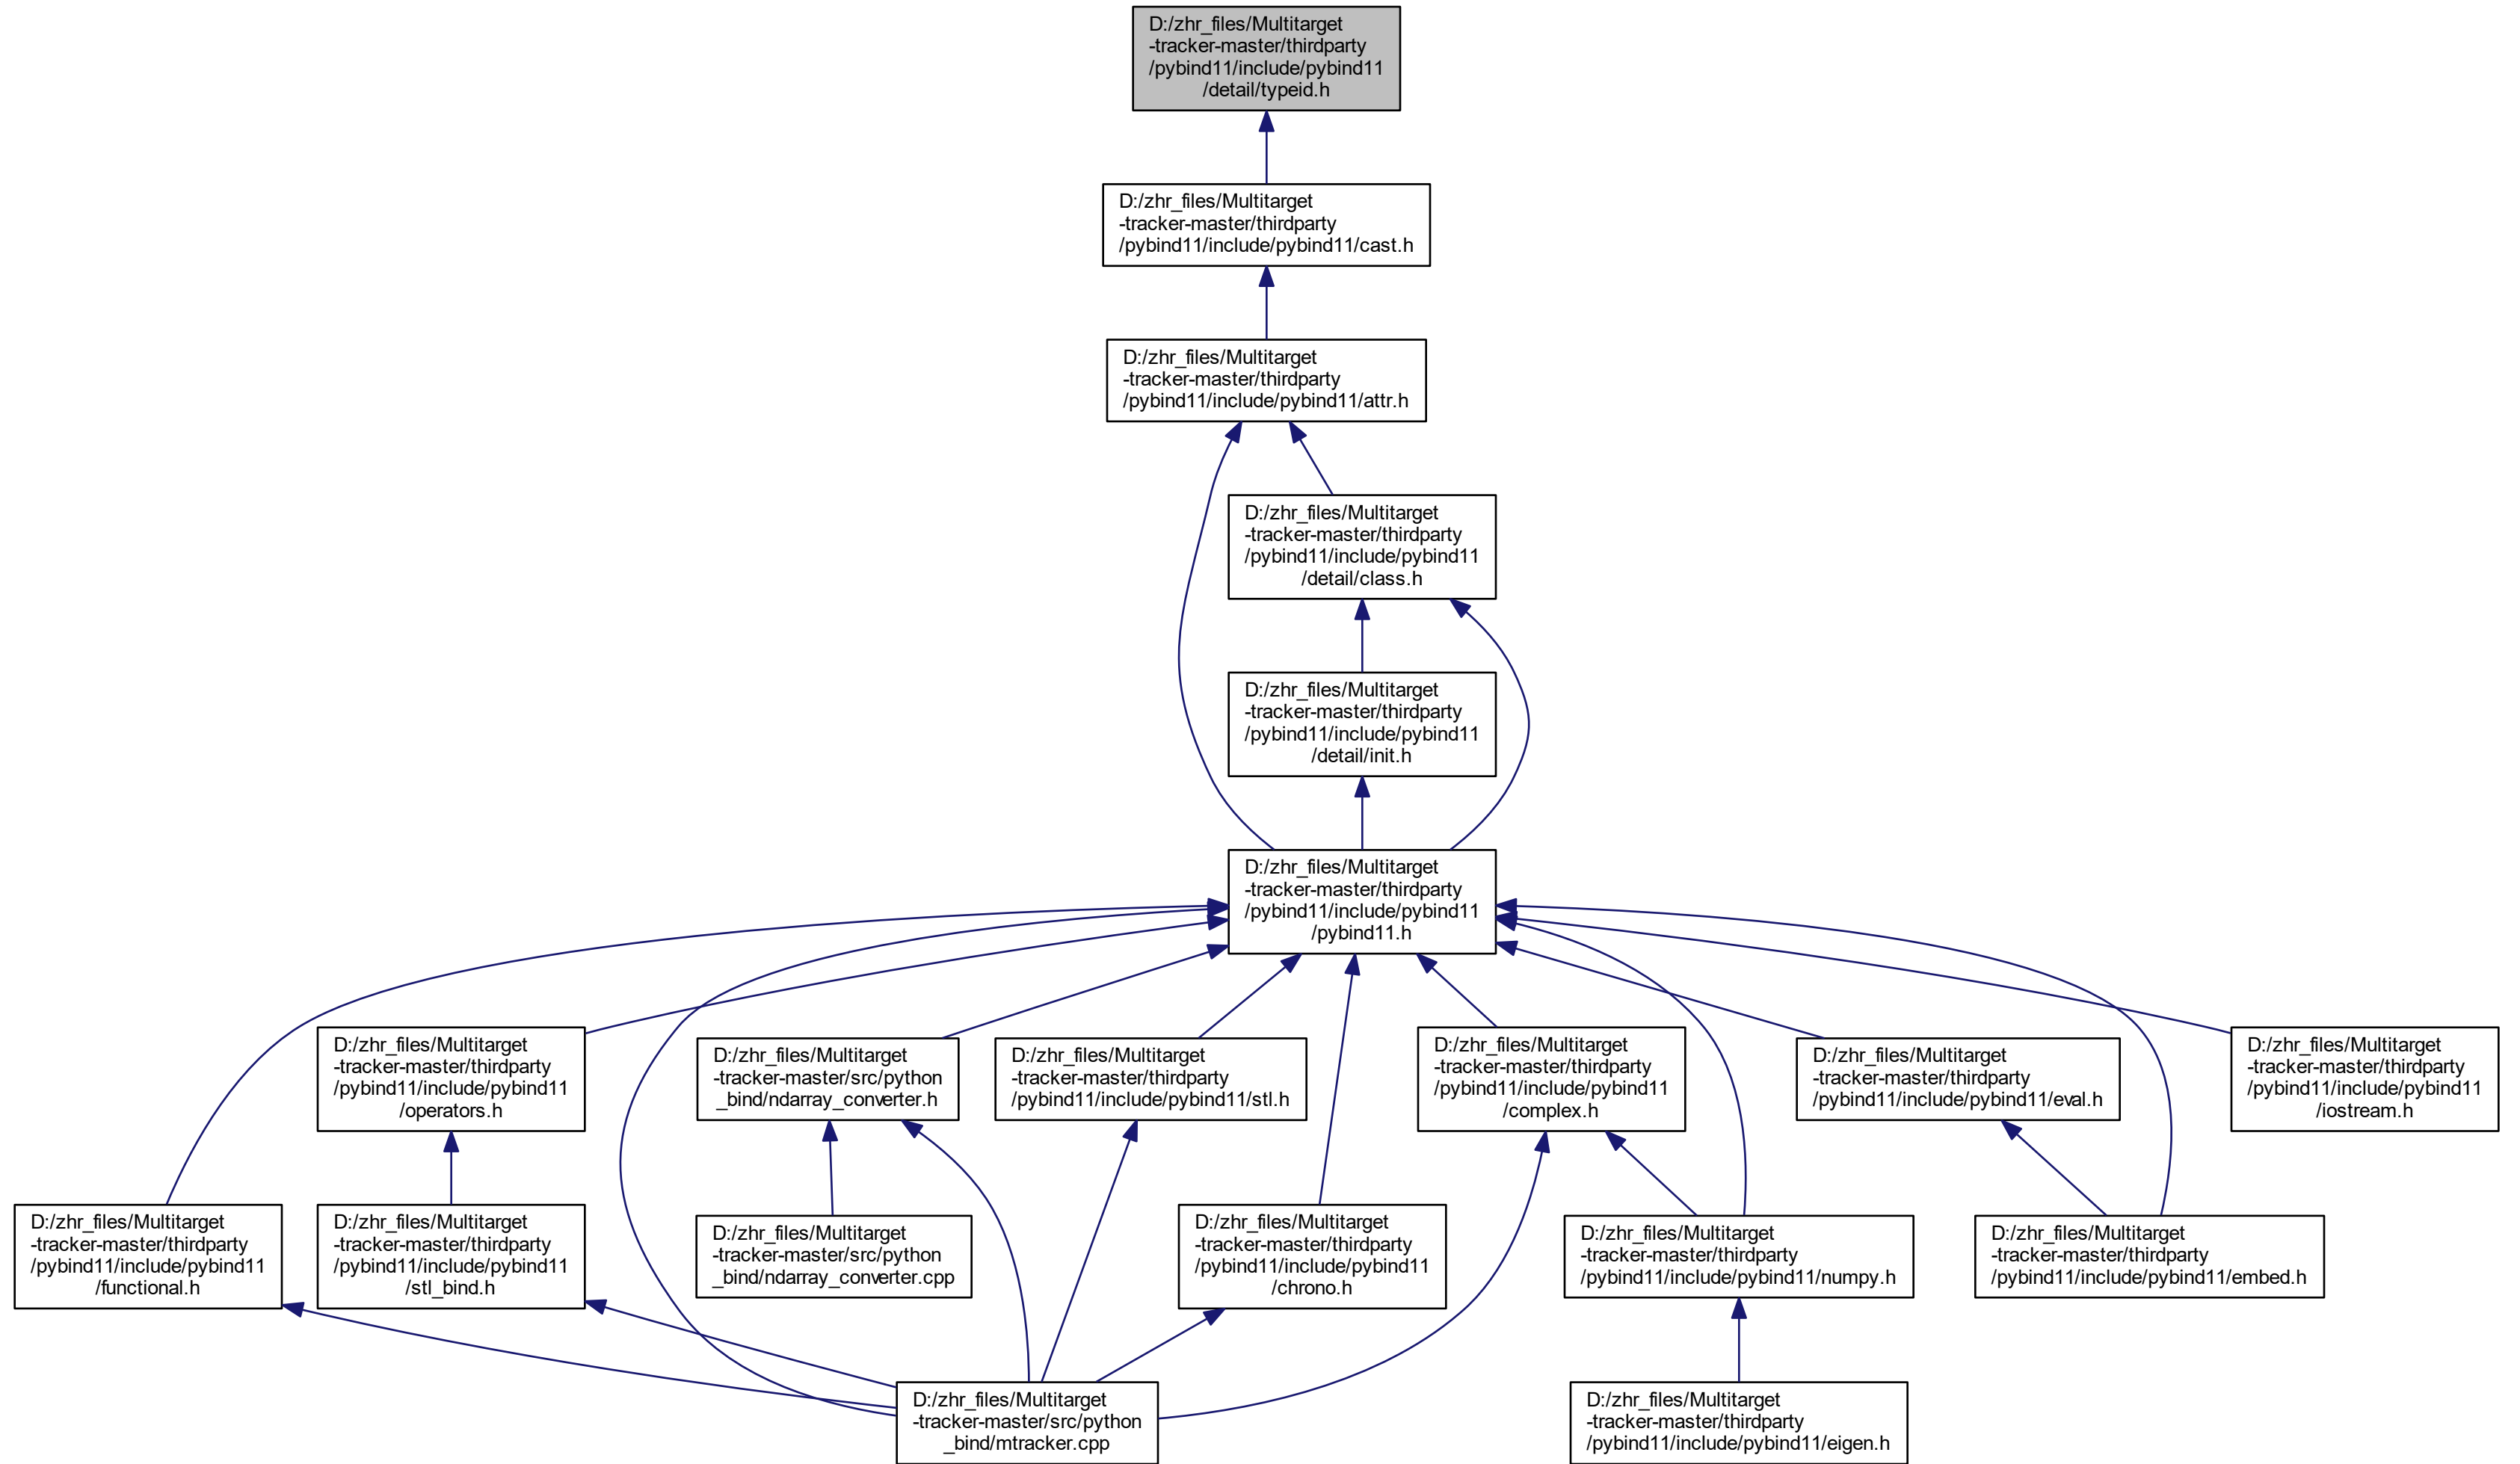 D:/zhr_files/Multitarget
-tracker-master/thirdparty
/pybind11/include/pybind11
/detail/typeid.h
D:/zhr_files/Multitarget
-tracker-master/thirdparty
/pybind11/include/pybind11/cast.h
D:/zhr_files/Multitarget
-tracker-master/thirdparty
/pybind11/include/pybind11/attr.h
D:/zhr_files/Multitarget
-tracker-master/thirdparty
/pybind11/include/pybind11
/detail/class.h
D:/zhr_files/Multitarget
-tracker-master/thirdparty
/pybind11/include/pybind11
/detail/init.h
D:/zhr_files/Multitarget
-tracker-master/thirdparty
/pybind11/include/pybind11
/pybind11.h
D:/zhr_files/Multitarget
-tracker-master/thirdparty
/pybind11/include/pybind11
/operators.h
D:/zhr_files/Multitarget
-tracker-master/src/python
_bind/ndarray_converter.h
D:/zhr_files/Multitarget
-tracker-master/thirdparty
/pybind11/include/pybind11/stl.h
D:/zhr_files/Multitarget
-tracker-master/thirdparty
/pybind11/include/pybind11
/complex.h
D:/zhr_files/Multitarget
-tracker-master/thirdparty
/pybind11/include/pybind11/eval.h
D:/zhr_files/Multitarget
-tracker-master/thirdparty
/pybind11/include/pybind11
/iostream.h
D:/zhr_files/Multitarget
-tracker-master/thirdparty
/pybind11/include/pybind11
/functional.h
D:/zhr_files/Multitarget
-tracker-master/thirdparty
/pybind11/include/pybind11
/stl_bind.h
D:/zhr_files/Multitarget
-tracker-master/src/python
_bind/ndarray_converter.cpp
D:/zhr_files/Multitarget
-tracker-master/thirdparty
/pybind11/include/pybind11
/chrono.h
D:/zhr_files/Multitarget
-tracker-master/thirdparty
/pybind11/include/pybind11/numpy.h
D:/zhr_files/Multitarget
-tracker-master/thirdparty
/pybind11/include/pybind11/embed.h
D:/zhr_files/Multitarget
-tracker-master/src/python
_bind/mtracker.cpp
D:/zhr_files/Multitarget
-tracker-master/thirdparty
/pybind11/include/pybind11/eigen.h